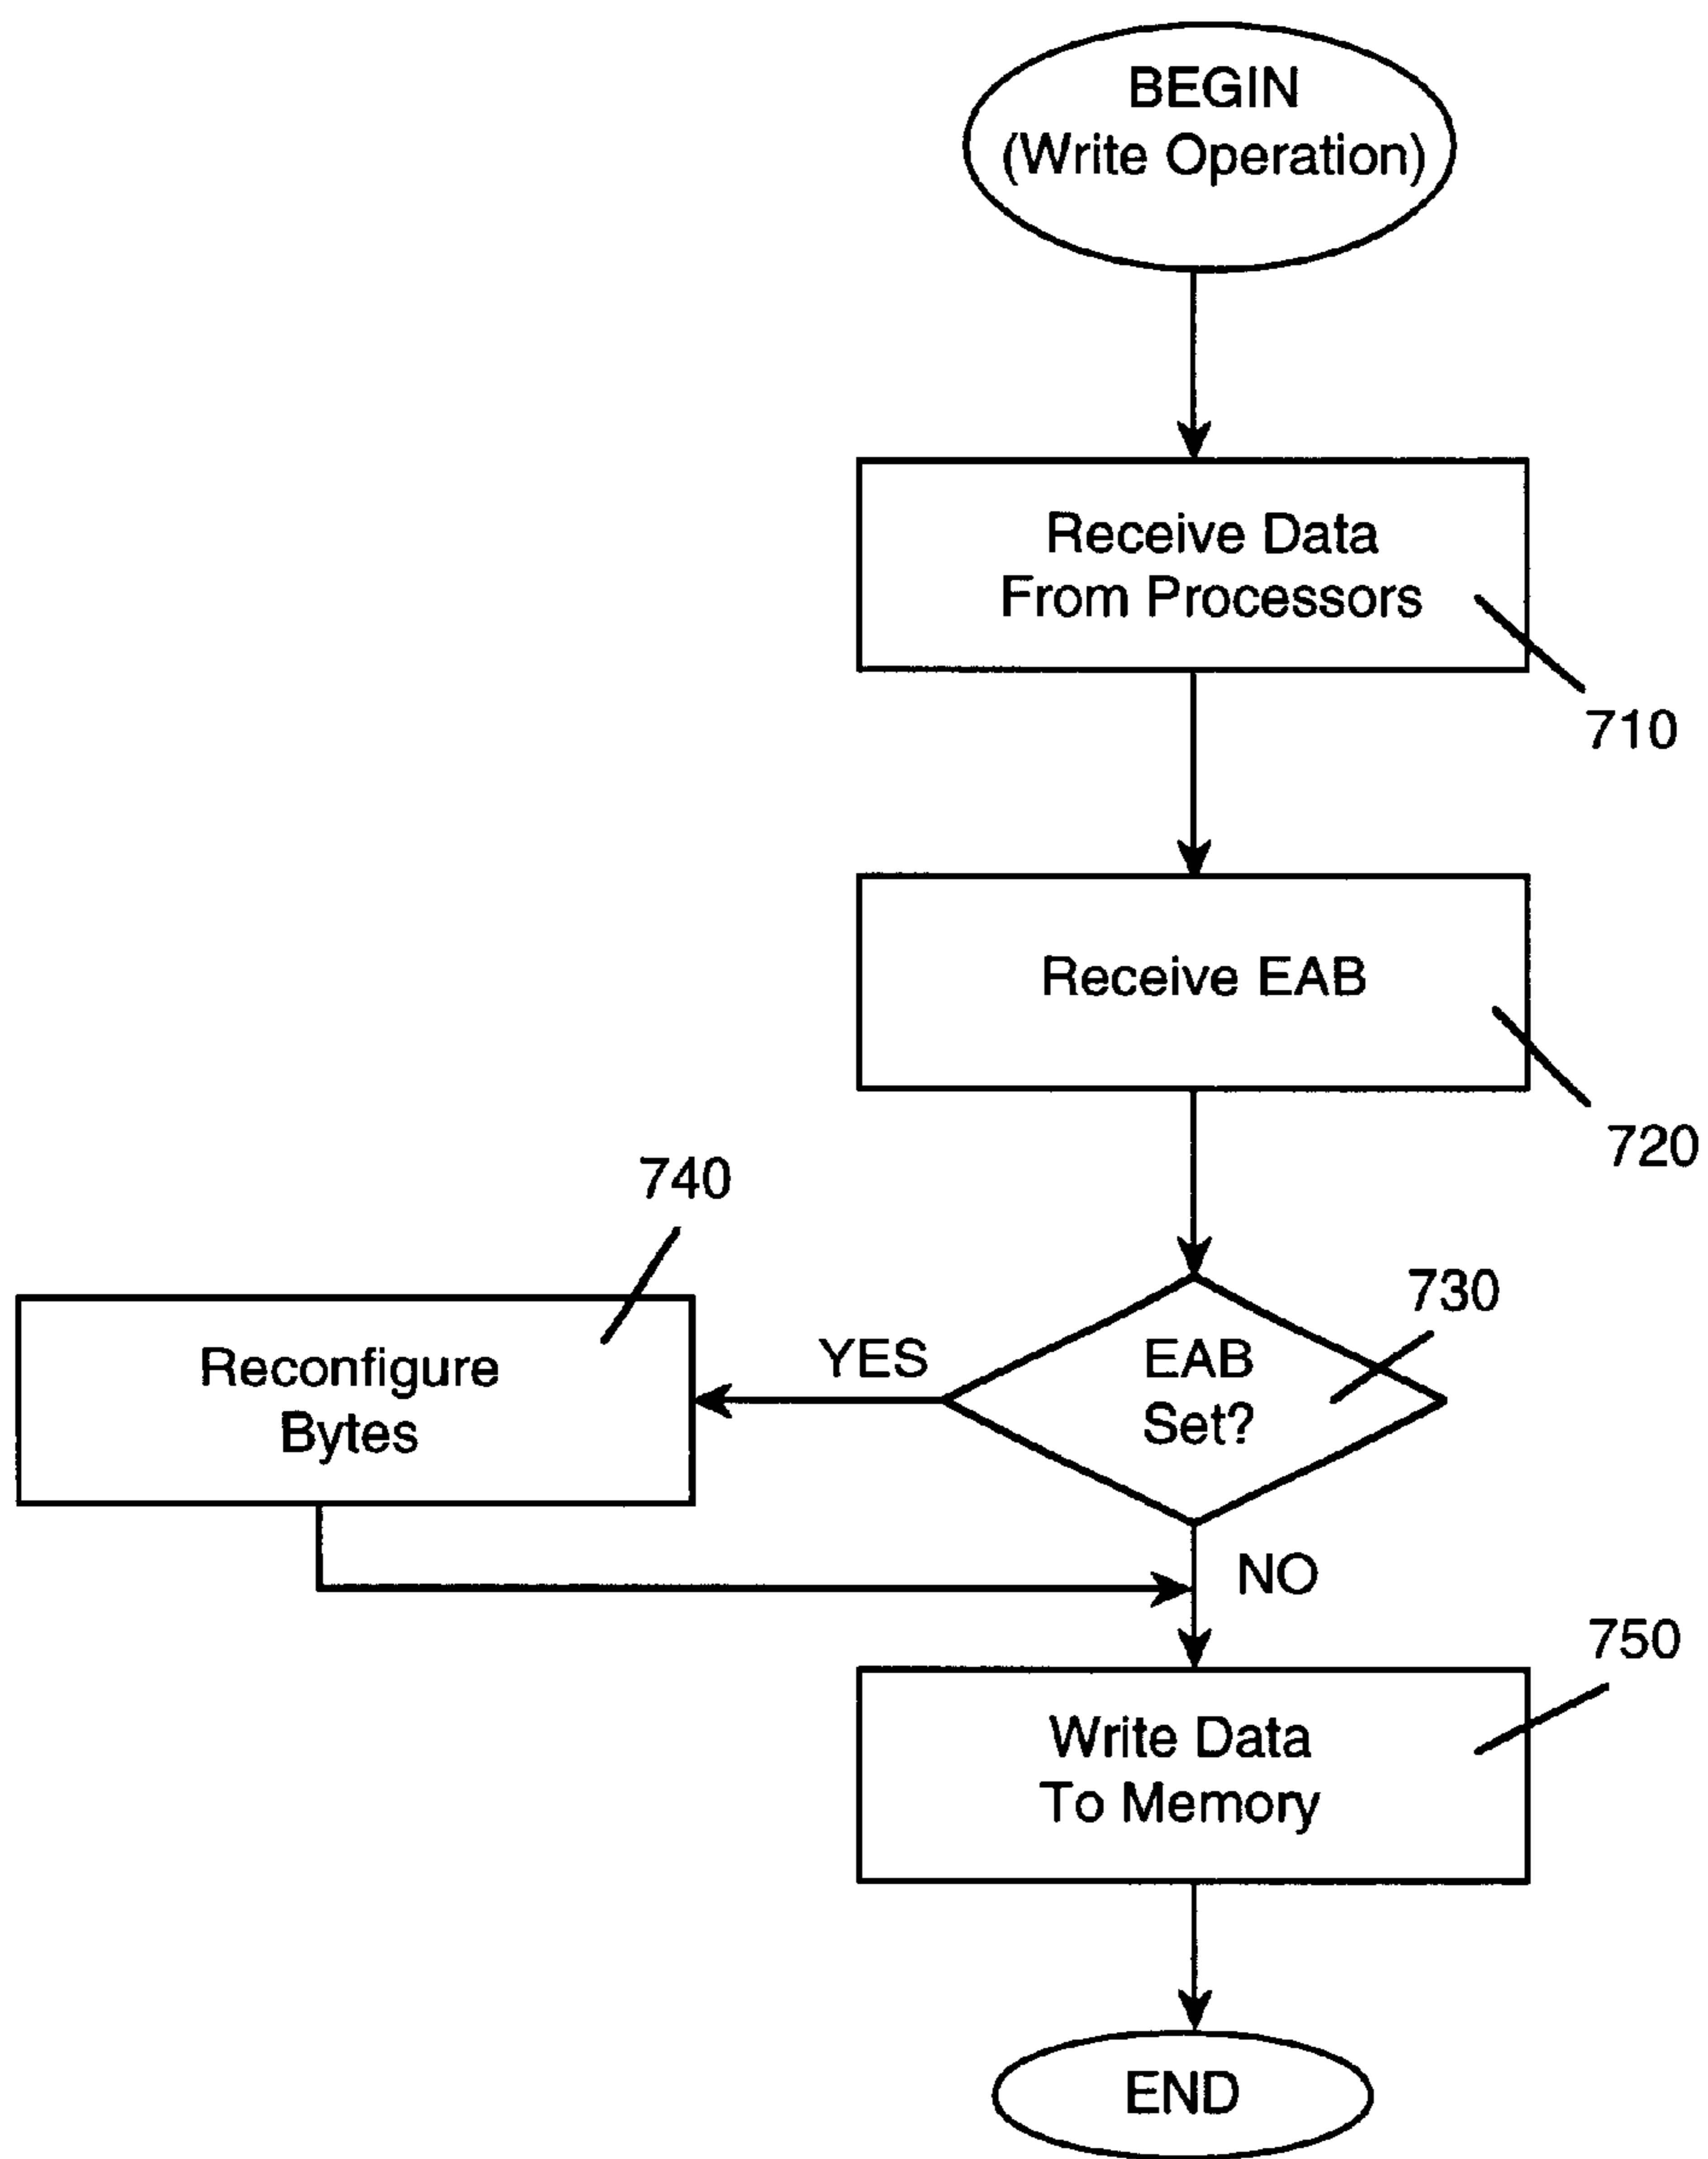 BEGIN
(Write Operation)
Receive Data
From Processors
710
Receive EAB
720
740
730
Reconfigure
Bytes
YES
EAB
Set?
NO
750
Write Data
To Memory
END